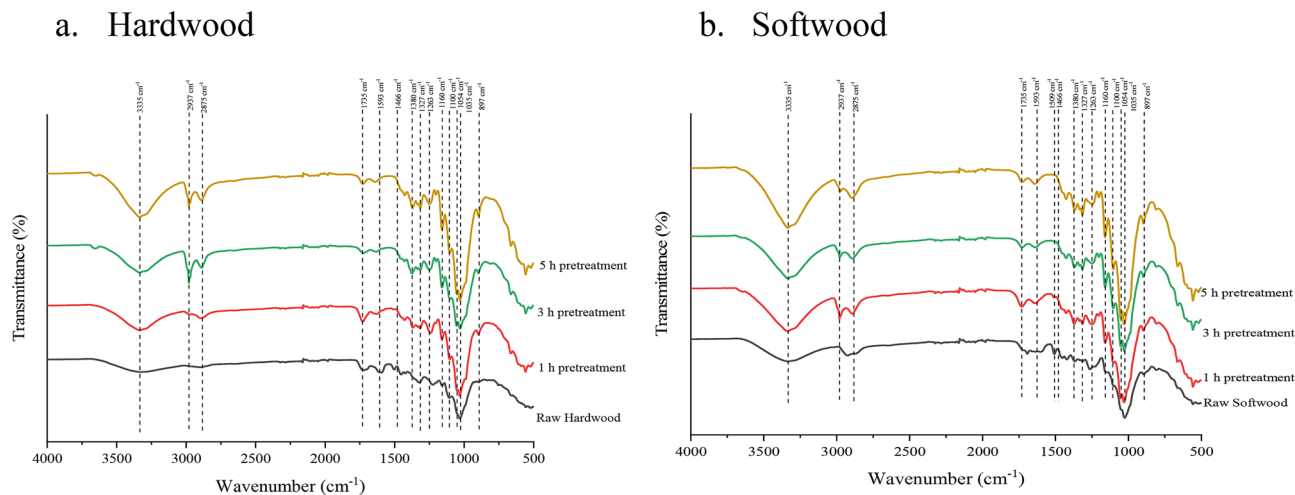 a. Hardwood
3335 cm⁻¹
2937 cm⁻¹
2875 cm⁻¹
1735 cm⁻¹
1593 cm⁻¹
1466 cm⁻¹
1380 cm⁻¹
1327 cm⁻¹
1263 cm⁻¹
1160 cm⁻¹
1100 cm⁻¹
1054 cm⁻¹
1035 cm⁻¹
897 cm⁻¹
Transmittance (%)
5 h pretreatment
3 h pretreatment
1 h pretreatment
Raw Hardwood
4000 3500 3000 2500 2000 1500 1000 500
Wavenumber (cm⁻¹)
b. Softwood
3335 cm⁻¹
2937 cm⁻¹
2875 cm⁻¹
1735 cm⁻¹
1593 cm⁻¹
1509 cm⁻¹
1466 cm⁻¹
1380 cm⁻¹
1327 cm⁻¹
1263 cm⁻¹
1160 cm⁻¹
1100 cm⁻¹
1054 cm⁻¹
1035 cm⁻¹
897 cm⁻¹
Transmittance (%)
5 h pretreatment
3 h pretreatment
1 h pretreatment
Raw Softwood
4000 3500 3000 2500 2000 1500 1000 500
Wavenumber (cm⁻¹)